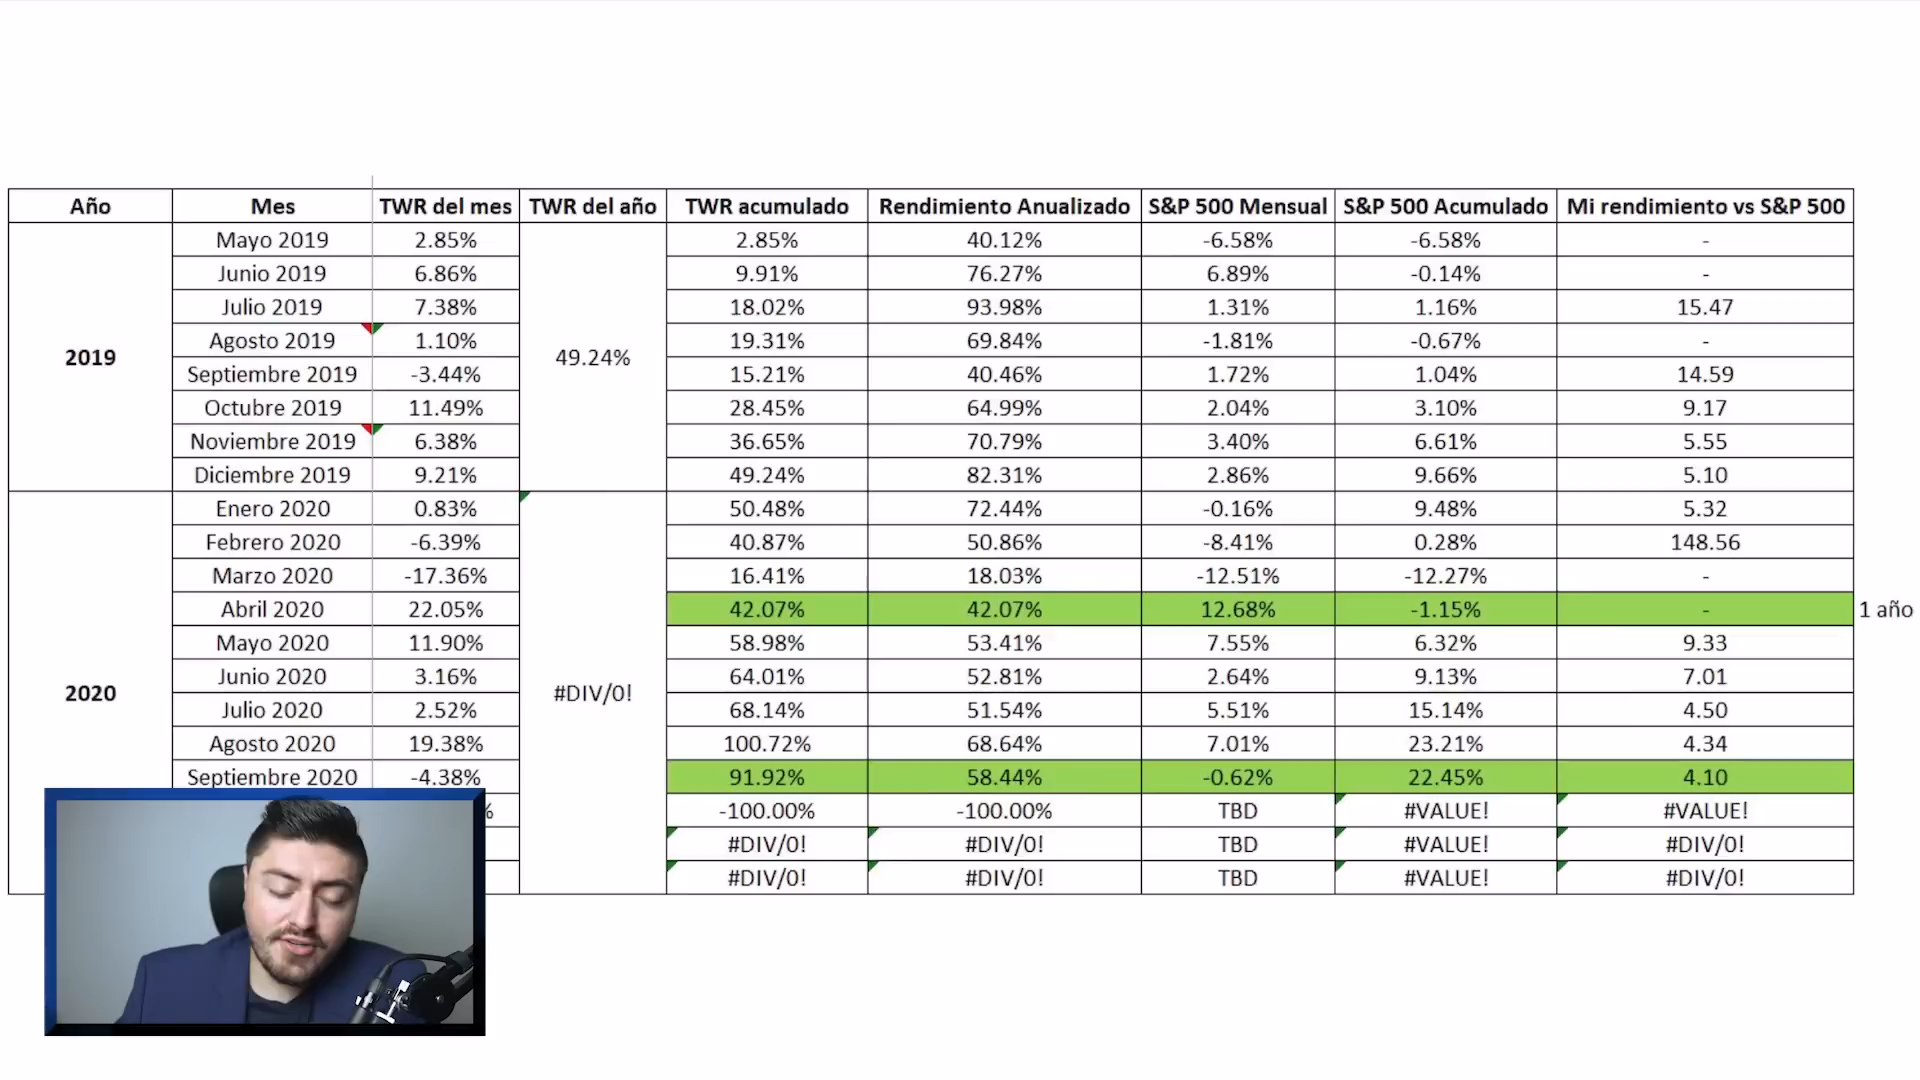 Año Mes TWR del mes TWR del año TWR acumulado Rendimiento Anualizado S&P 500 Mensual S&P 500 Acumulado Mi rendimiento vs S&P 500
Mayo 2019 2.85% 2.85% 40.12% -6.58% -6.58% -
Junio 2019 6.86% 9.91% 76.27% 6.89% -0.14% -
Julio 2019 7.38% 18.02% 93.98% 1.31% 1.16% 15.47
Agosto 2019 1.10% 19.31% 69.84% -1.81% -0.67% -
2019 49.24%
Septiembre 2019 -3.44% 15.21% 40.46% 1.72% 1.04% 14.59
Octubre 2019 11.49% 28.45% 64.99% 2.04% 3.10% 9.17
Noviembre 2019 6.38% 36.65% 70.79% 3.40% 6.61% 5.55
Diciembre 2019 9.21% 49.24% 82.31% 2.86% 9.66% 5.10
Enero 2020 0.83% 50.48% 72.44% -0.16% 9.48% 5.32
Febrero 2020 -6.39% 40.87% 50.86% -8.41% 0.28% 148.56
Marzo 2020 -17.36% 16.41% 18.03% -12.51% -12.27% -
Abril 2020 22.05% 42.07% 42.07% 12.68% -1.15% - 1 año
Mayo 2020 11.90% 58.98% 53.41% 7.55% 6.32% 9.33
Junio 2020 3.16% 64.01% 52.81% 2.64% 9.13% 7.01
2020 #DIV/0!
Julio 2020 2.52% 68.14% 51.54% 5.51% 15.14% 4.50
Agosto 2020 19.38% 100.72% 68.64% 7.01% 23.21% 4.34
Septiembre 2020 -4.38% 91.92% 58.44% -0.62% 22.45% 4.10
% -100.00% -100.00% TBD #VALUE! #VALUE!
#DIV/0! #DIV/0! TBD #VALUE! #DIV/0!
#DIV/0! #DIV/0! TBD #VALUE! #DIV/0!